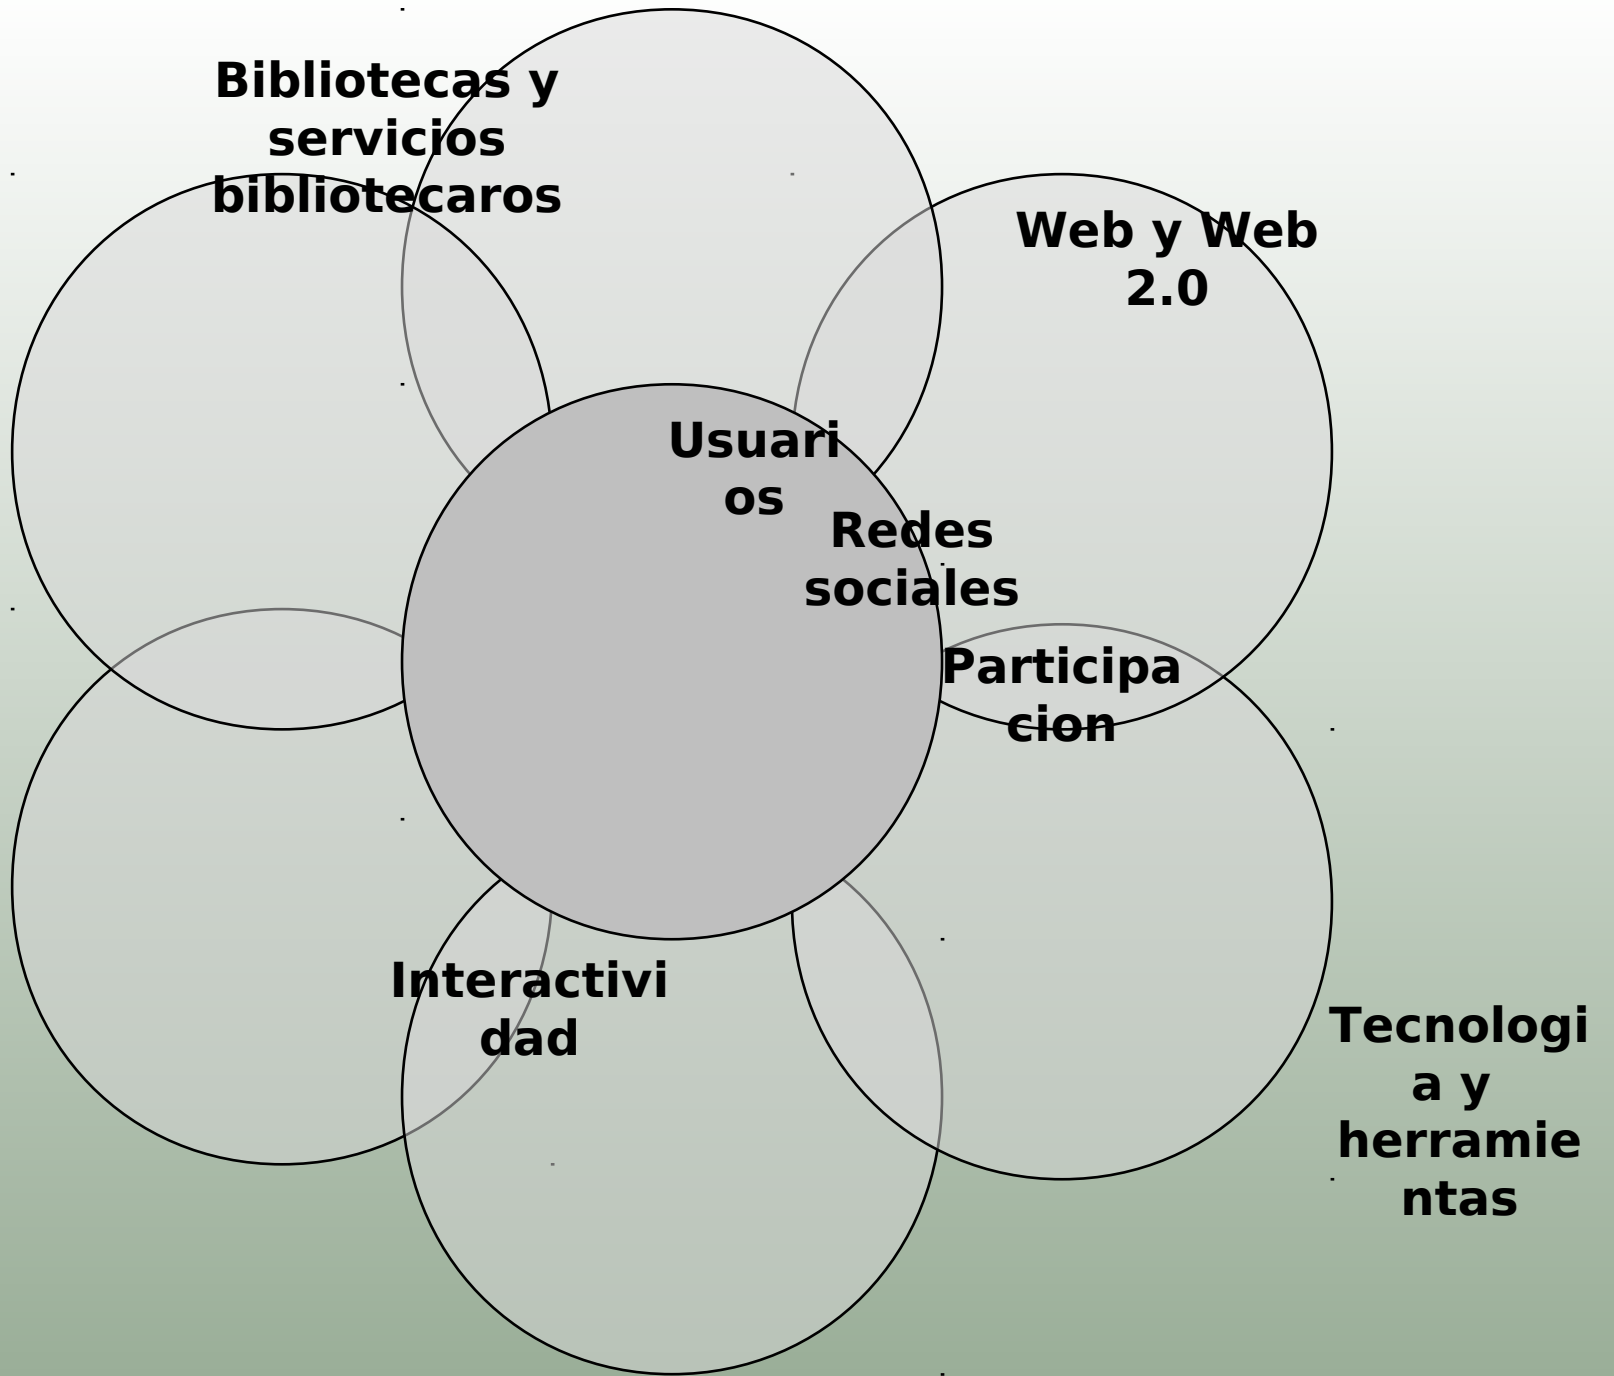 Bibliotecas y
servicios
bibliotecaros
Web y Web
2.0
Usuari
os
Redes
sociales
Participa
cion
Interactivi
dad
Tecnologi
a y
herramie
ntas